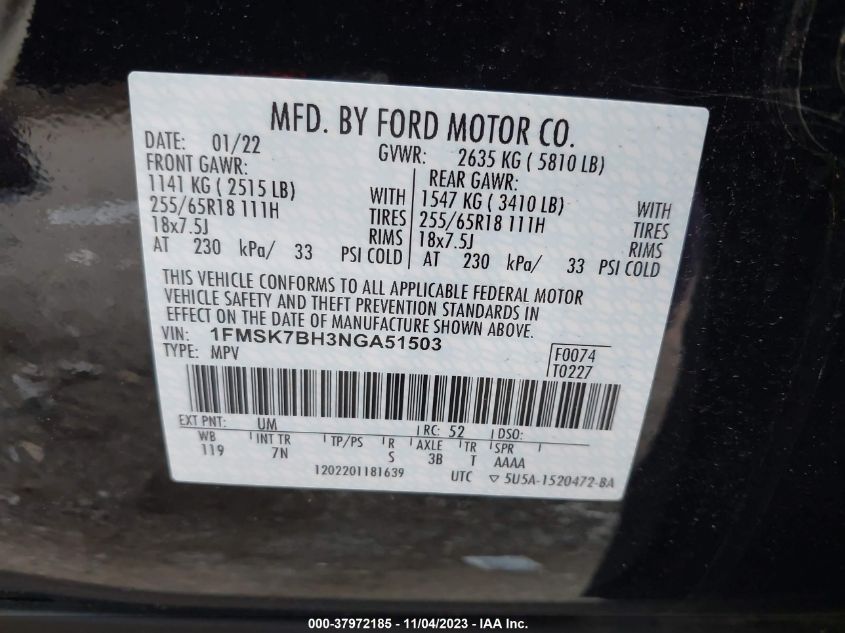 MFD. BY FORD MOTOR CO.
DATE: 01/22 GVWR: 2635 KG ( 5810 LB)
FRONT GAWR: REAR GAWR:
1141 KG ( 2515 LB) WITH 1547 KG ( 3410 LB) WITH
255/65R18 111H TIRES 255/65R18 111H TIRES
18x7.5J RIMS 18x7.5J RIMS
AT 230 kPa/ 33 PSI COLD AT 230 kPa/ 33 PSI COLD
THIS VEHICLE CONFORMS TO ALL APPLICABLE FEDERAL MOTOR
VEHICLE SAFETY AND THEFT PREVENTION STANDARDS IN
EFFECT ON THE DATE OF MANUFACTURE SHOWN ABOVE.
VIN: 1FMSK7BH3NGA51503 F0074
TYPE: MPV T0227
EXT PNT: UM RC: 52 DSO:
WB INT TR TP/PS R AXLE TR SPR
119 7N S 3B T AAAA
1202201181639 UTC ▽ 5U5A-1520472-BA
000-37972185 - 11/04/2023 - IAA Inc.